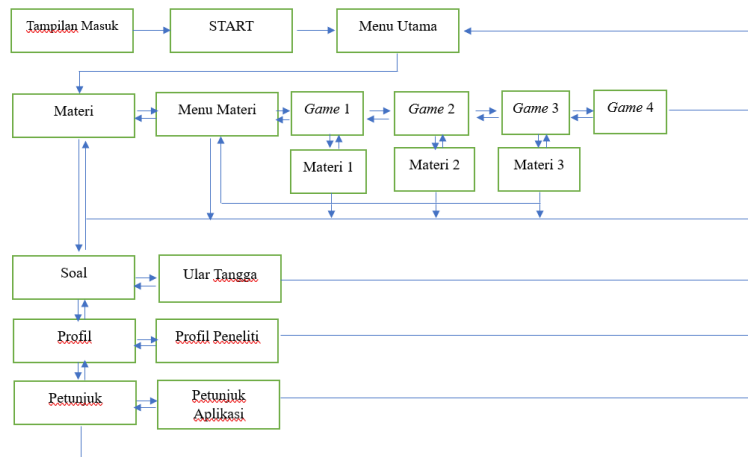 Tampilan Masuk
START
Menu Utama
Materi
Menu Materi
Game 1
Game 2
Game 3
Game 4
Materi 1
Materi 2
Materi 3
Soal
Ular Tangga
Profil
Profil Peneliti
Petunjuk
Petunjuk
Aplikasi